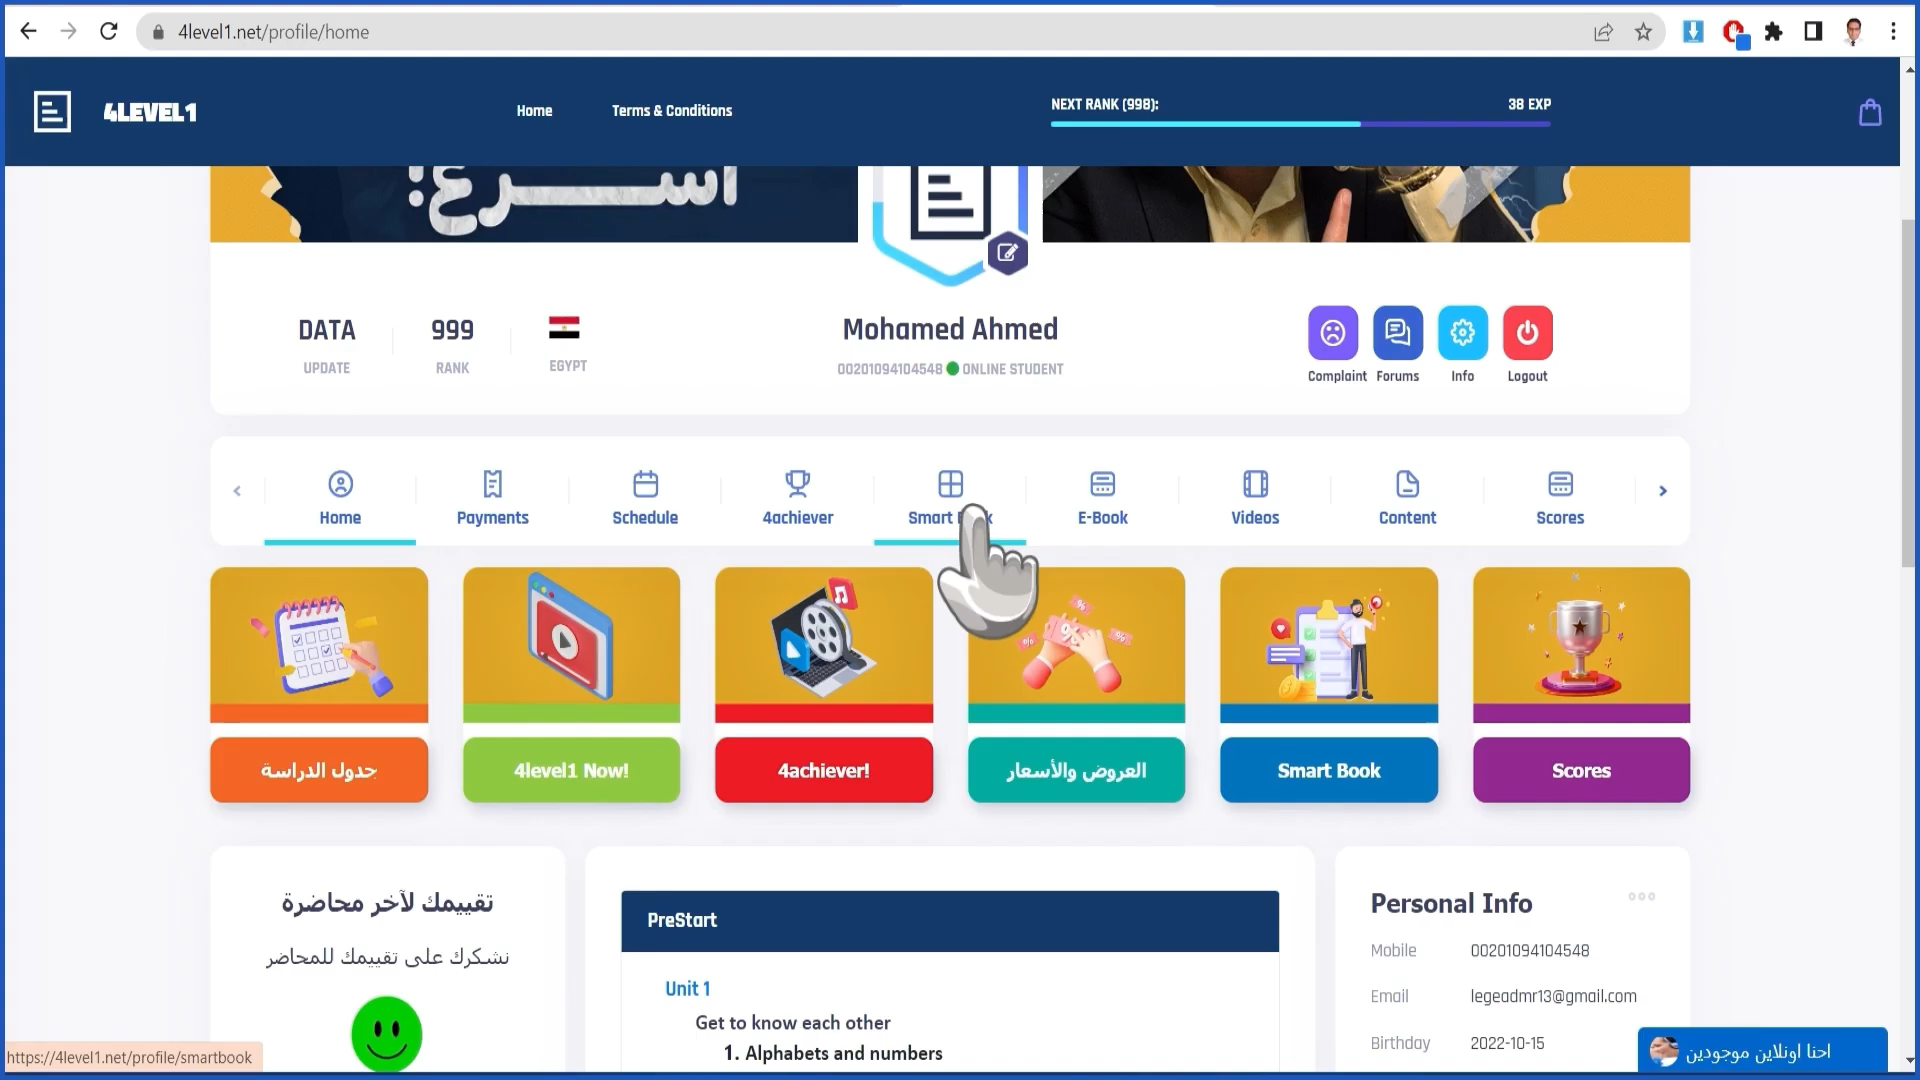 4level1.net/profile/home
4LEVEL1
Home
Terms & Conditions
NEXT RANK (998):
38 EXP
أســـرع!
DATA
UPDATE
999
RANK
EGYPT
Mohamed Ahmed
00201094104548 ONLINE STUDENT
Complaint
Forums
Info
Logout
Home
Payments
Schedule
4achiever
Smart
E-Book
Videos
Content
Scores
جدول الدراسة
4level1 Now!
4achiever!
العروض والأسعار
Smart Book
Scores
تقييمك لآخر محاضرة
نشكرك على تقييمك للمحاضر
PreStart
Unit 1
Get to know each other
1. Alphabets and numbers
Personal Info
Mobile 00201094104548
Email legeadmr13@gmail.com
Birthday 2022-10-15
احنا اونلاين موجودين
https://4level1.net/profile/smartbook